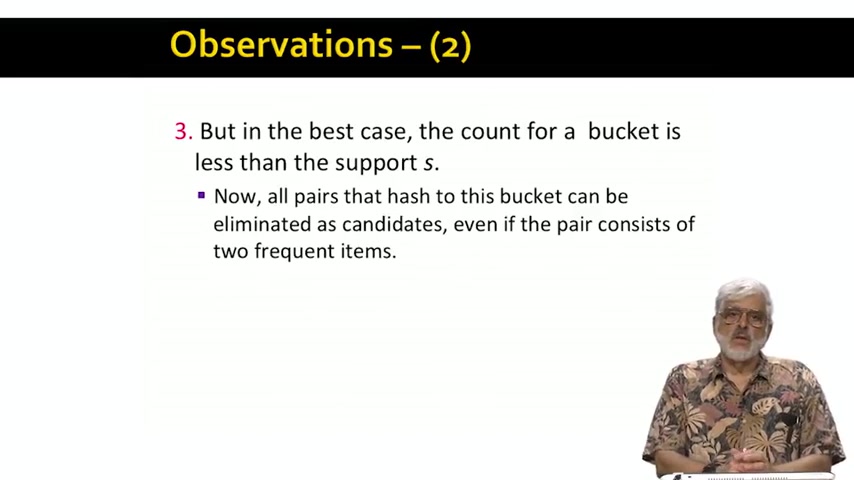 Observations – (2)
3. But in the best case, the count for a bucket is
less than the support s.
Now, all pairs that hash to this bucket can be
eliminated as candidates, even if the pair consists of
two frequent items.